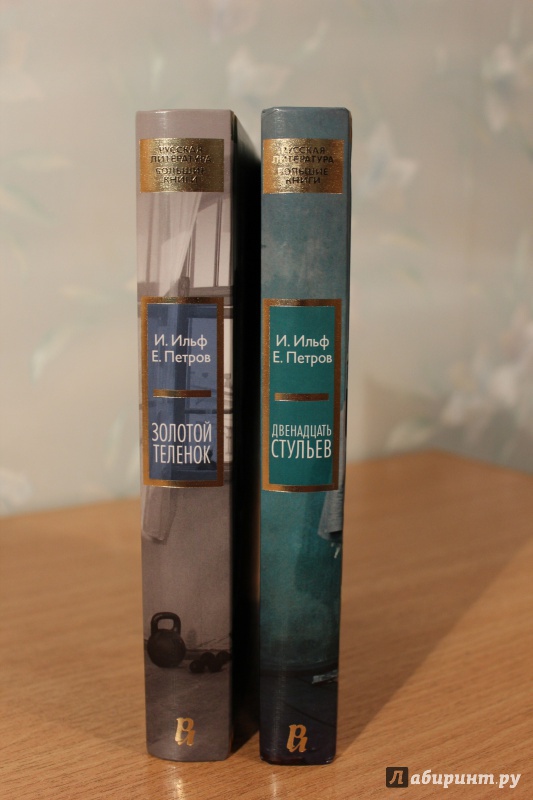 РУССКАЯ
ЛИТЕРАТУРА
БОЛЬШИЕ
КНИГИ
И. Ильф
Е. Петров
ЗОЛОТОЙ
ТЕЛЕНОК
РУССКАЯ
ЛИТЕРАТУРА
БОЛЬШИЕ
КНИГИ
И. Ильф
Е. Петров
ДВЕНАДЦАТЬ
СТУЛЬЕВ
Лабиринт.ру